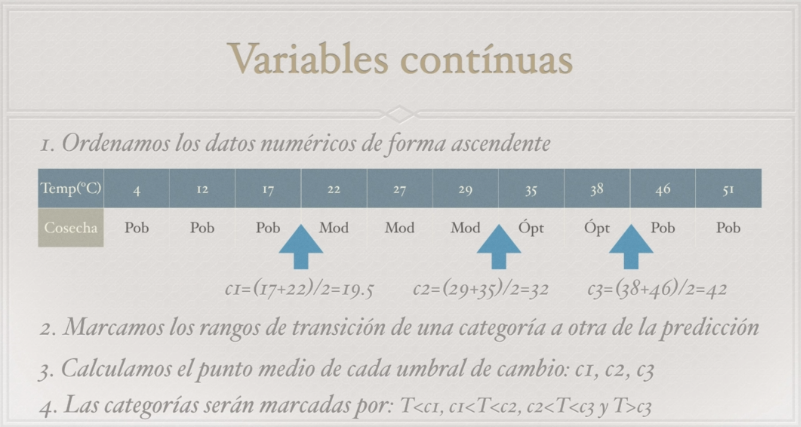 Variables contínuas
1. Ordenamos los datos numéricos de forma ascendente
Temp(°C) 4 12 17 22 27 29 35 38 46 51
Cosecha Pob Pob Pob Mod Mod Mod Ópt Ópt Pob Pob
c1=(17+22)/2=19.5 c2=(29+35)/2=32 c3=(38+46)/2=42
2. Marcamos los rangos de transición de una categoría a otra de la predicción
3. Calculamos el punto medio de cada umbral de cambio: c1, c2, c3
4. Las categorías serán marcadas por: T<c1, c1<T<c2, c2<T<c3 y T>c3